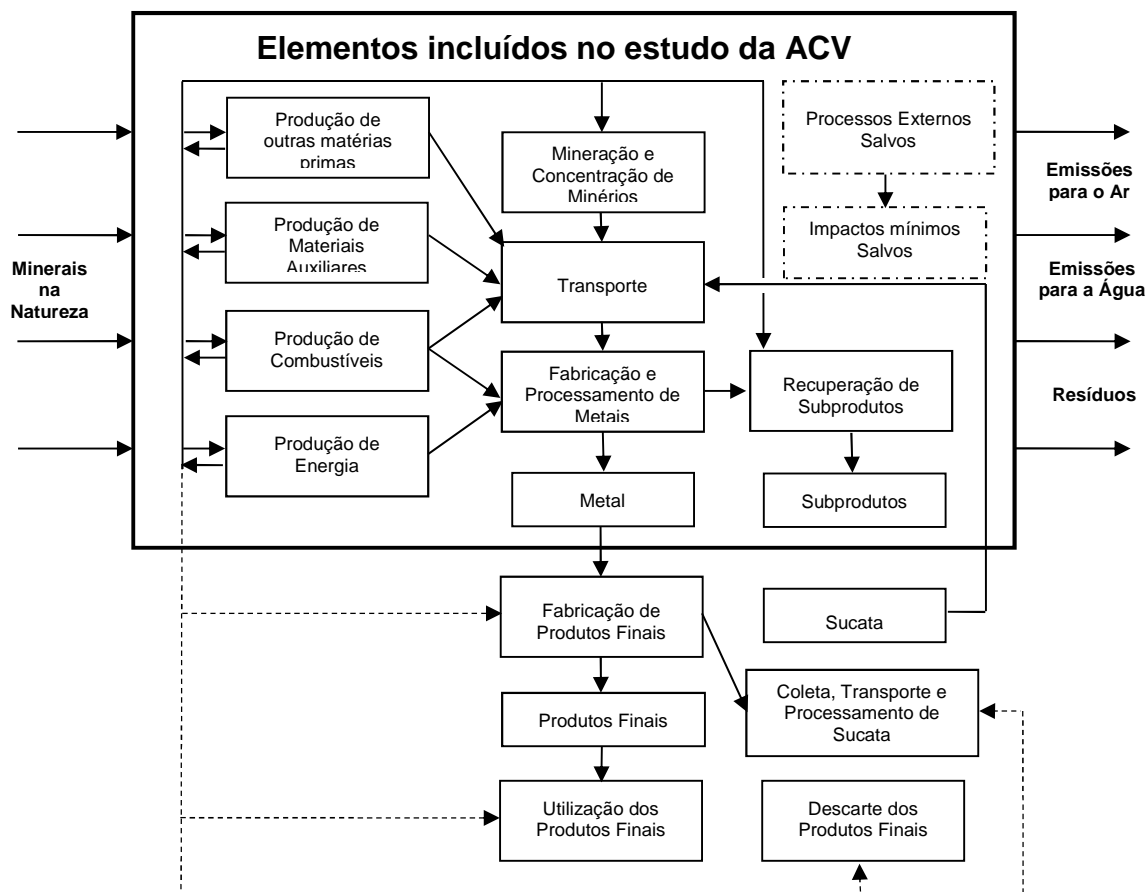 Elementos incluídos no estudo da ACV
Produção de
outras matérias
primas
Mineração e
Concentração de
Minérios
Processos Externos
Salvos
Emissões
para o Ar
Produção de
Materiais
Auxiliares
Transporte
Impactos mínimos
Salvos
Minerais
na
Natureza
Emissões
para a Água
Produção de
Combustíveis
Fabricação e
Processamento de
Metais
Recuperação de
Subprodutos
Resíduos
Produção de
Energia
Metal
Subprodutos
Fabricação de
Produtos Finais
Sucata
Produtos Finais
Coleta, Transporte e
Processamento de
Sucata
Utilização dos
Produtos Finais
Descarte dos
Produtos Finais